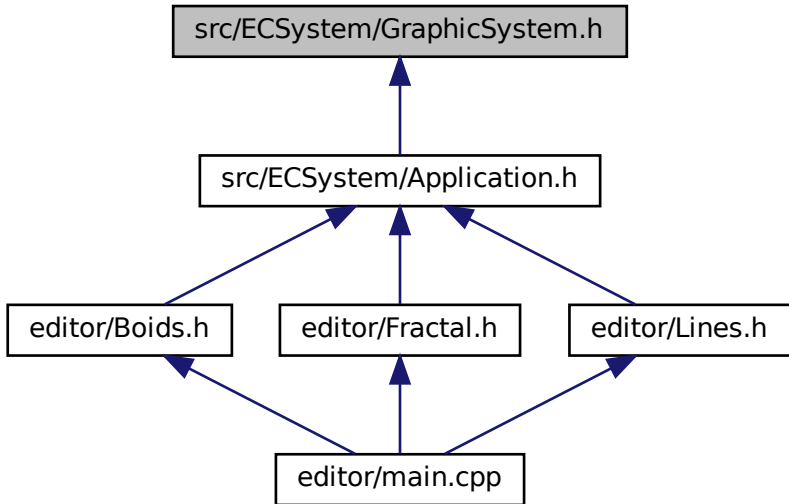 src/ECSystem/GraphicSystem.h
src/ECSystem/Application.h
editor/Boids.h
editor/Fractal.h
editor/Lines.h
editor/main.cpp